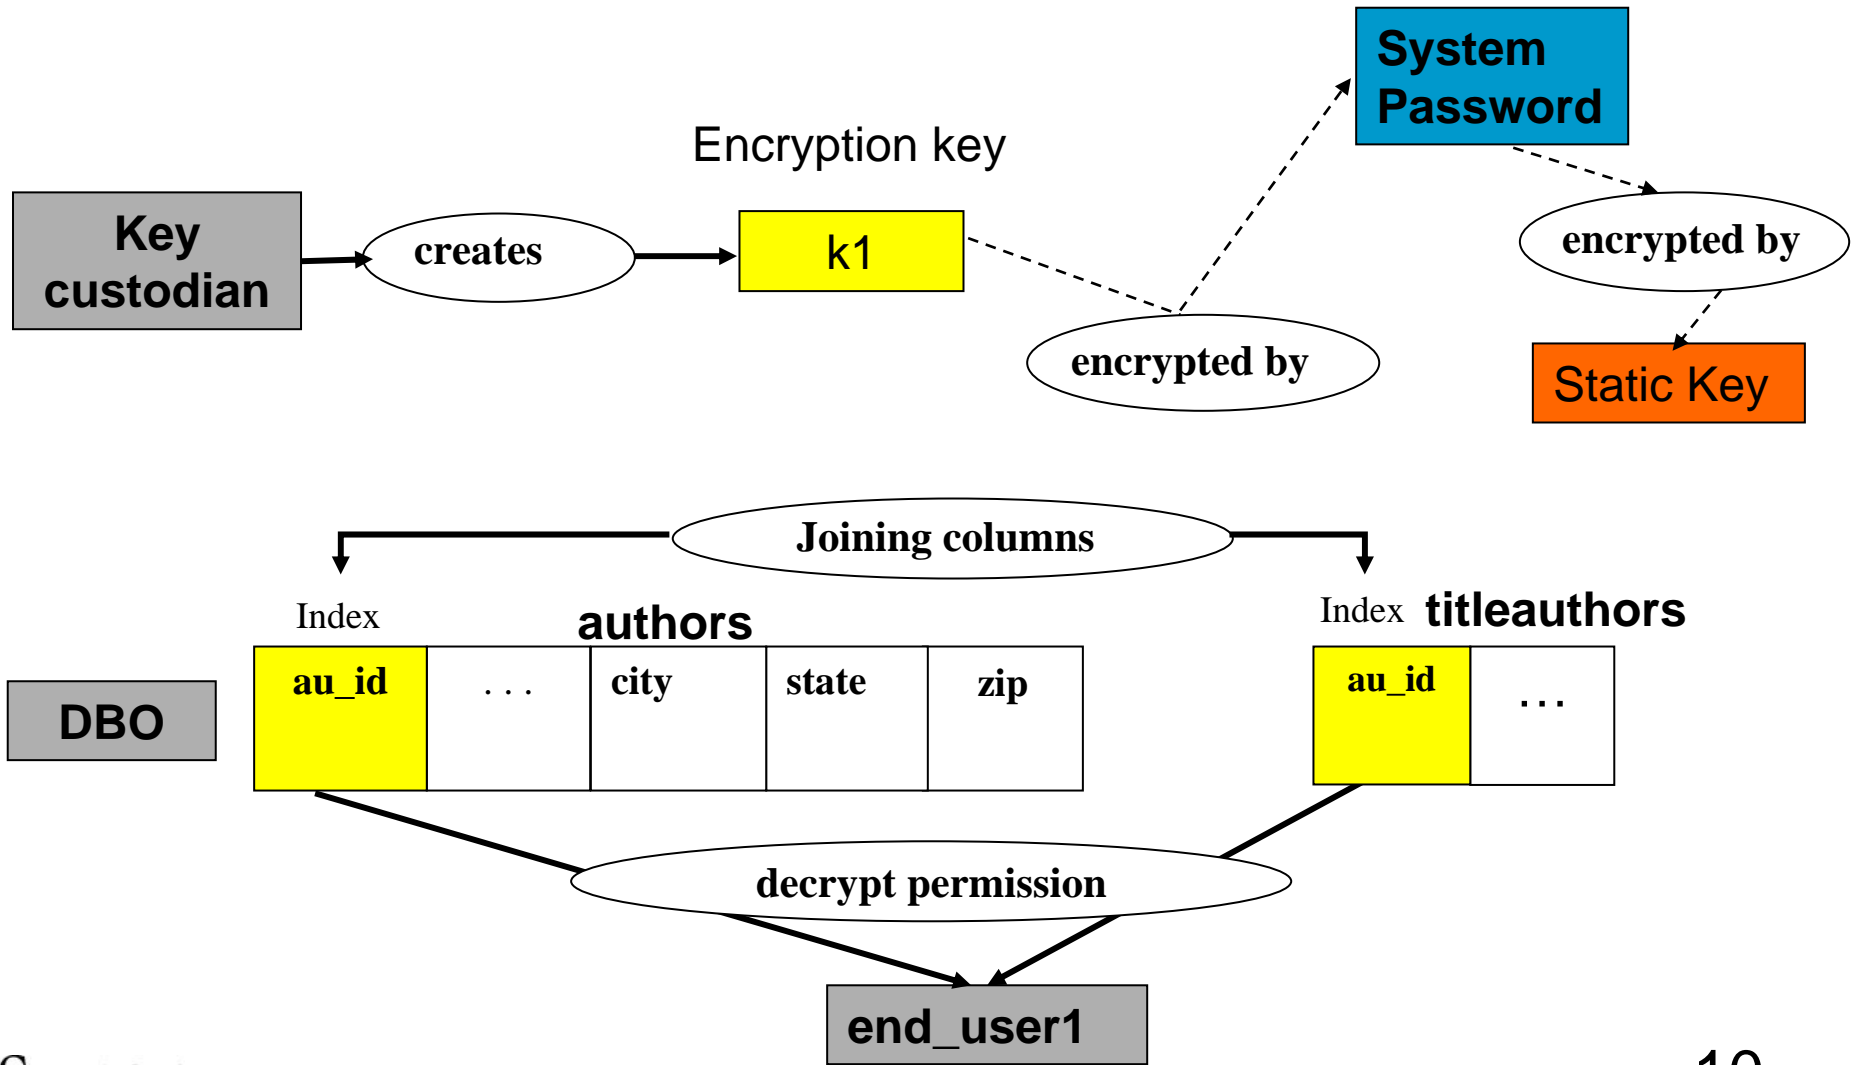 System
Password
Encryption key
Key
custodian
creates
k1
encrypted by
encrypted by
Static Key
Joining columns
Index
authors
Index titleauthors
au_id
. . .
city
state
zip
au_id
...
DBO
decrypt permission
end_user1